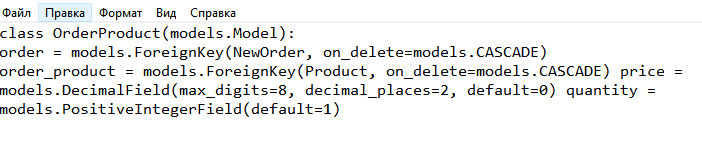 Файл Правка Формат Вид Справка
class OrderProduct(models.Model):
order = models.ForeignKey(NewOrder, on_delete=models.CASCADE)
order_product = models.ForeignKey(Product, on_delete=models.CASCADE) price =
models.DecimalField(max_digits=8, decimal_places=2, default=0) quantity =
models.PositiveIntegerField(default=1)